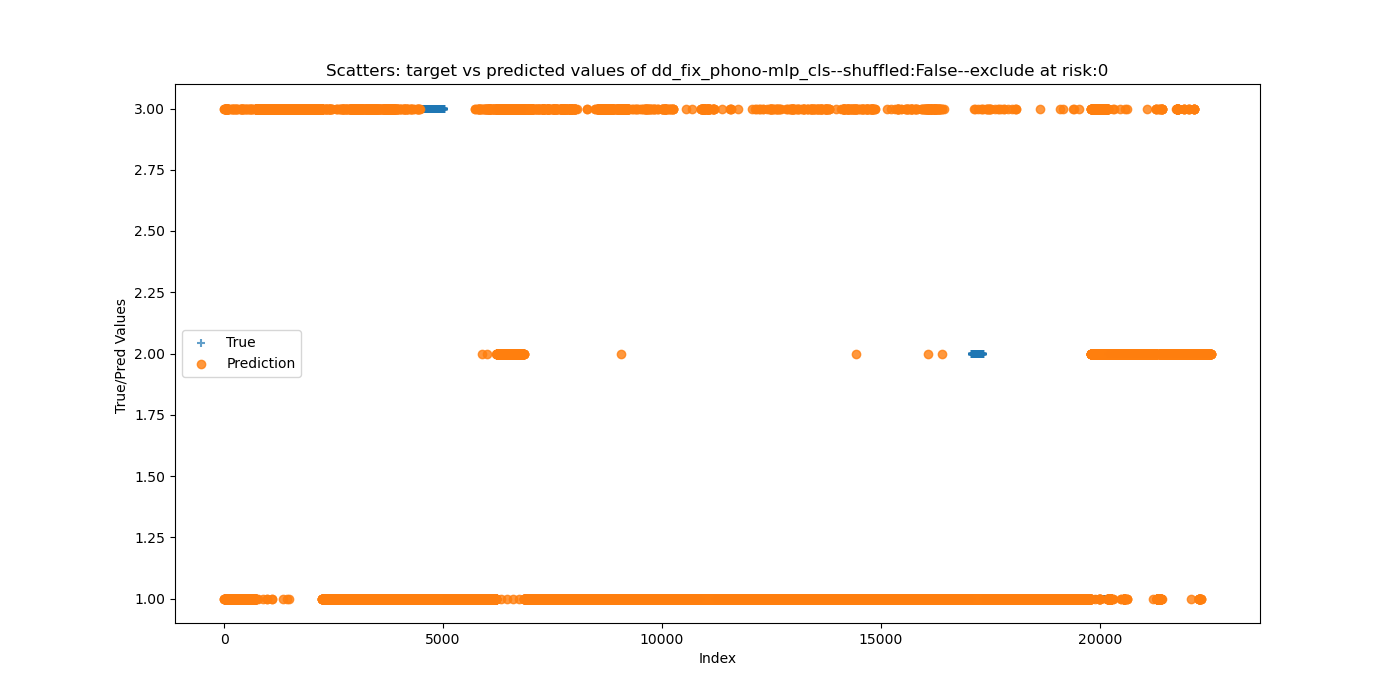 Scatters: target vs predicted values of dd_fix_phono-mlp_cls--shuffled:False--exclude at risk:0
3.00
2.75
2.50
2.25
2.00
1.75
1.50
1.25
1.00
True/Pred Values
True
Prediction
0
5000
10000
15000
20000
Index